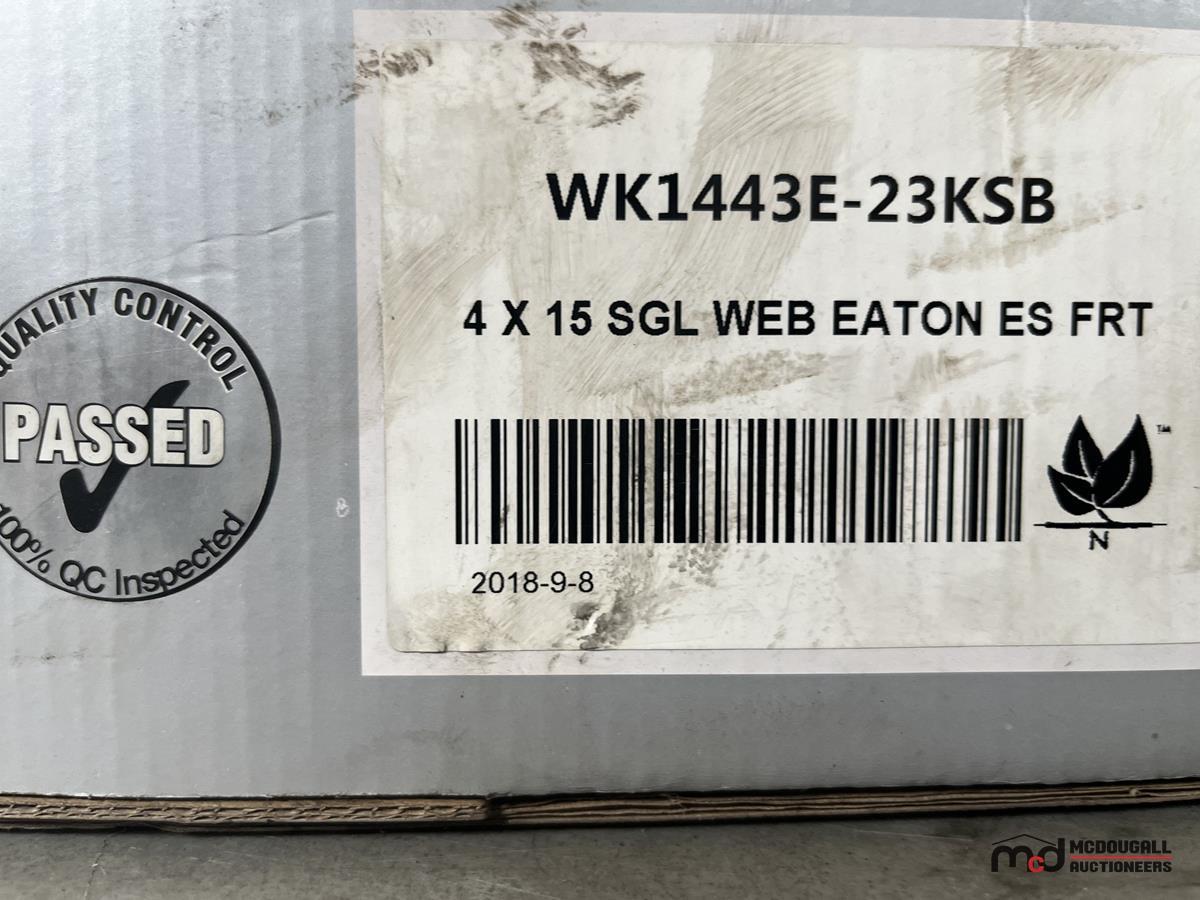 WK1443E-23KSB
4 X 15 SGL WEB EATON ES FRT
TM
N
2018-9-8
QUALITY CONTROL
PASSED
100% QC Inspected
mcd MCDOUGALL
AUCTIONEERS